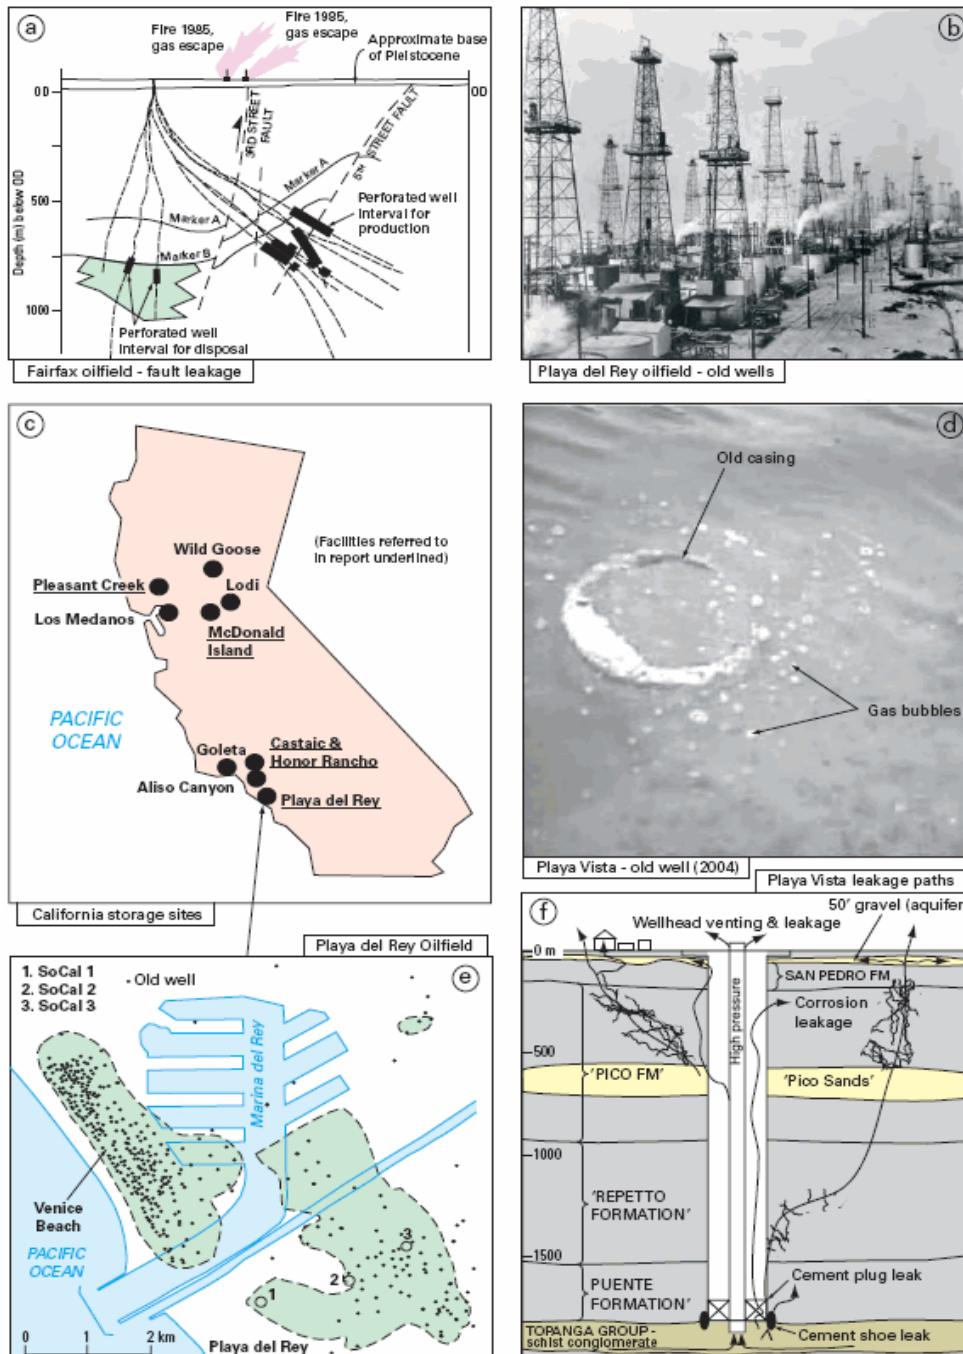 a
Fire 1985,
gas escape
Fire 1985,
gas escape
Approximate base
of Pleistocene
0 D
OD
3RD STREET
FAULT
5TH STREET FAULT
Marker A
500
Marker A
Perforated well
Interval for
production
Marker B
1000
Depth (m) below OD
Perforated well
Interval for disposal
Fairfax oilfield - fault leakage
b
Playa del Rey oilfield - old wells
c
(Facilities referred to
in report underlined)
Wild Goose
Pleasant Creek
Lodi
Los Medanos
McDonald
Island
PACIFIC
OCEAN
Goleta
Castaic &
Honor Rancho
Aliso Canyon
Playa del Rey
California storage sites
d
Old casing
Gas bubbles
Playa Vista - old well (2004)
Playa del Rey Oilfield
e
1. SoCal 1
2. SoCal 2
3. SoCal 3
Old well
Marina del Rey
Venice
Beach
PACIFIC
OCEAN
3
2
1
0 1 2 km
Playa del Rey
Playa Vista leakage paths
f
50' gravel (aquifer
Wellhead venting & leakage
0 m
SAN PEDRO FM
High pressure
Corrosion
leakage
-500
'PICO FM'
'Pico Sands'
-1000
'REPETTO
FORMATION'
-1500
PUENTE
FORMATION'
Cement plug leak
TOPANGA GROUP -
schist conglomerate
Cement shoe leak